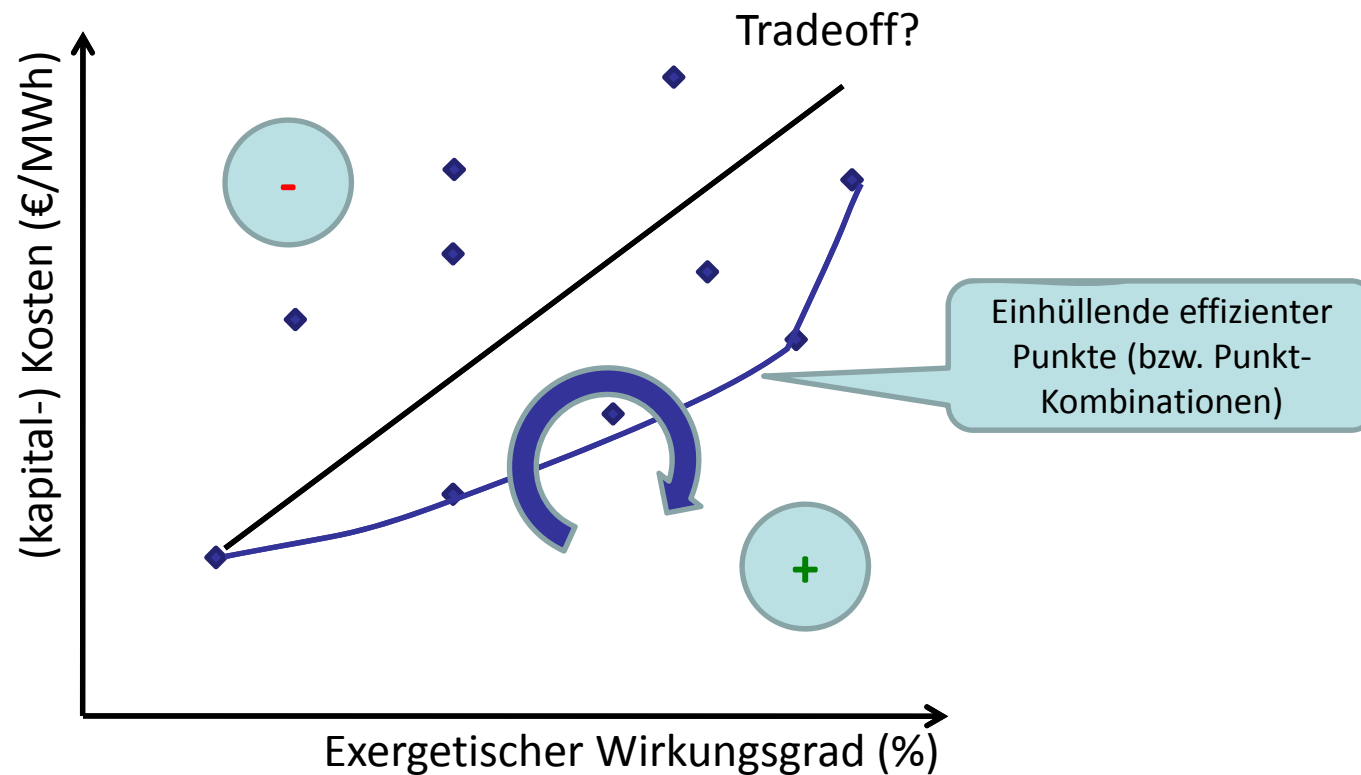 Tradeoff?
(kapital-) Kosten (€/MWh)
-
Einhüllende effizienter
Punkte (bzw. Punkt-
Kombinationen)
+
Exergetischer Wirkungsgrad (%)